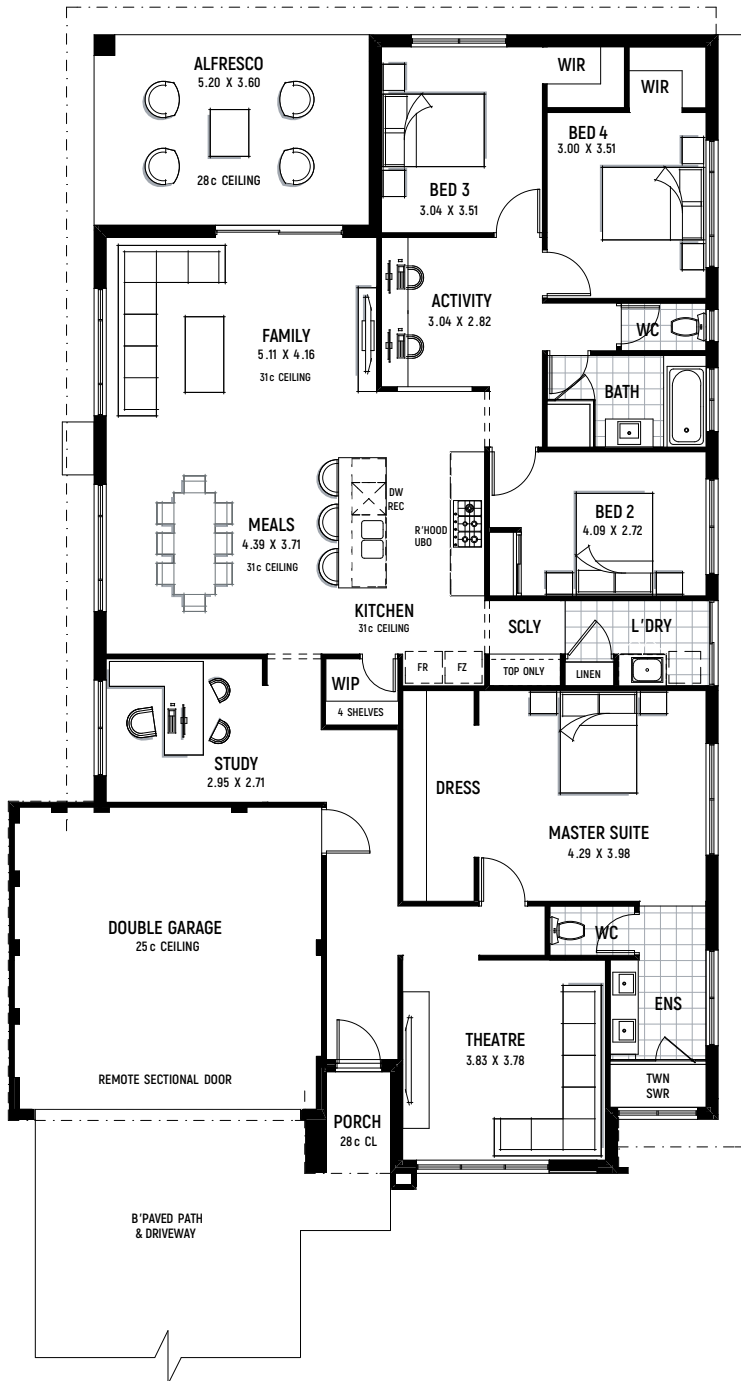 ALFRESCO
5.20 X 3.60
28c CEILING
WIR
WIR
BED 4
3.00 X 3.51
BED 3
3.04 X 3.51
ACTIVITY
3.04 X 2.82
FAMILY
5.11 X 4.16
31c CEILING
WC
BATH
DW
REC
R'HOOD
UBO
BED 2
4.09 X 2.72
MEALS
4.39 X 3.71
31c CEILING
KITCHEN
31c CEILING
SCLY
L'DRY
FR
FZ
TOP ONLY
LINEN
WIP
4 SHELVES
STUDY
2.95 X 2.71
DRESS
MASTER SUITE
4.29 X 3.98
DOUBLE GARAGE
25c CEILING
WC
ENS
THEATRE
3.83 X 3.78
REMOTE SECTIONAL DOOR
TWN
SWR
PORCH
28c CL
B'PAVED PATH
& DRIVEWAY